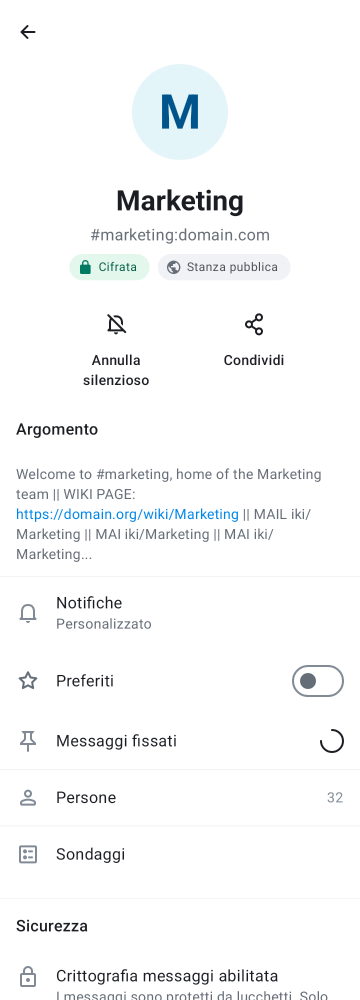 M
Marketing
#marketing:domain.com
Cifrata
Stanza pubblica
Annulla
silenzioso
Condividi
Argomento
Welcome to #marketing, home of the Marketing
team || WIKI PAGE:
https://domain.org/wiki/Marketing || MAIL iki/
Marketing || MAI iki/Marketing || MAI iki/
Marketing...
Notifiche
Personalizzato
Preferiti
Messaggi fissati
Persone
32
Sondaggi
Sicurezza
Crittografia messaggi abilitata
I messaggi sono protetti da lucchetti. Solo